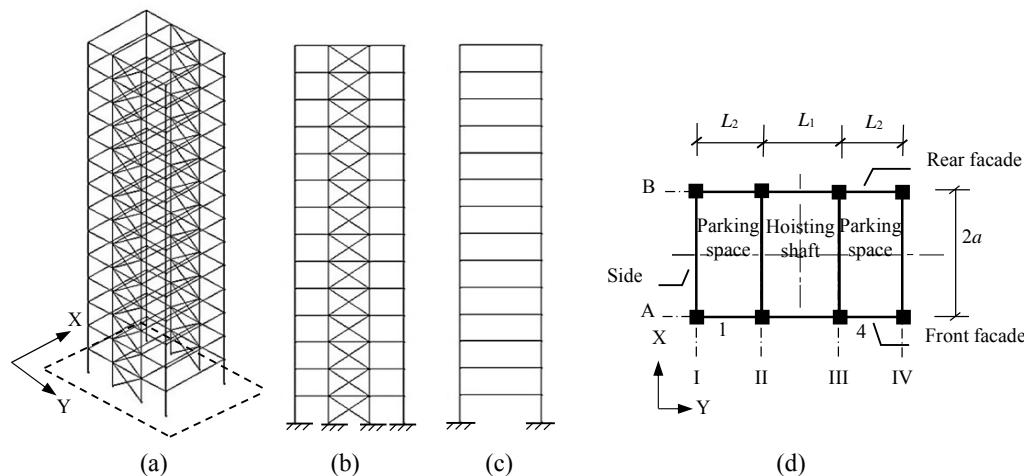 X
Y
(a)
(b)
(c)
L2
L1
L2
Rear facade
B
Parking
space
Hoisting
shaft
Parking
space
2a
Side
A
1
4
Front facade
X
Y
I
II
III
IV
(d)